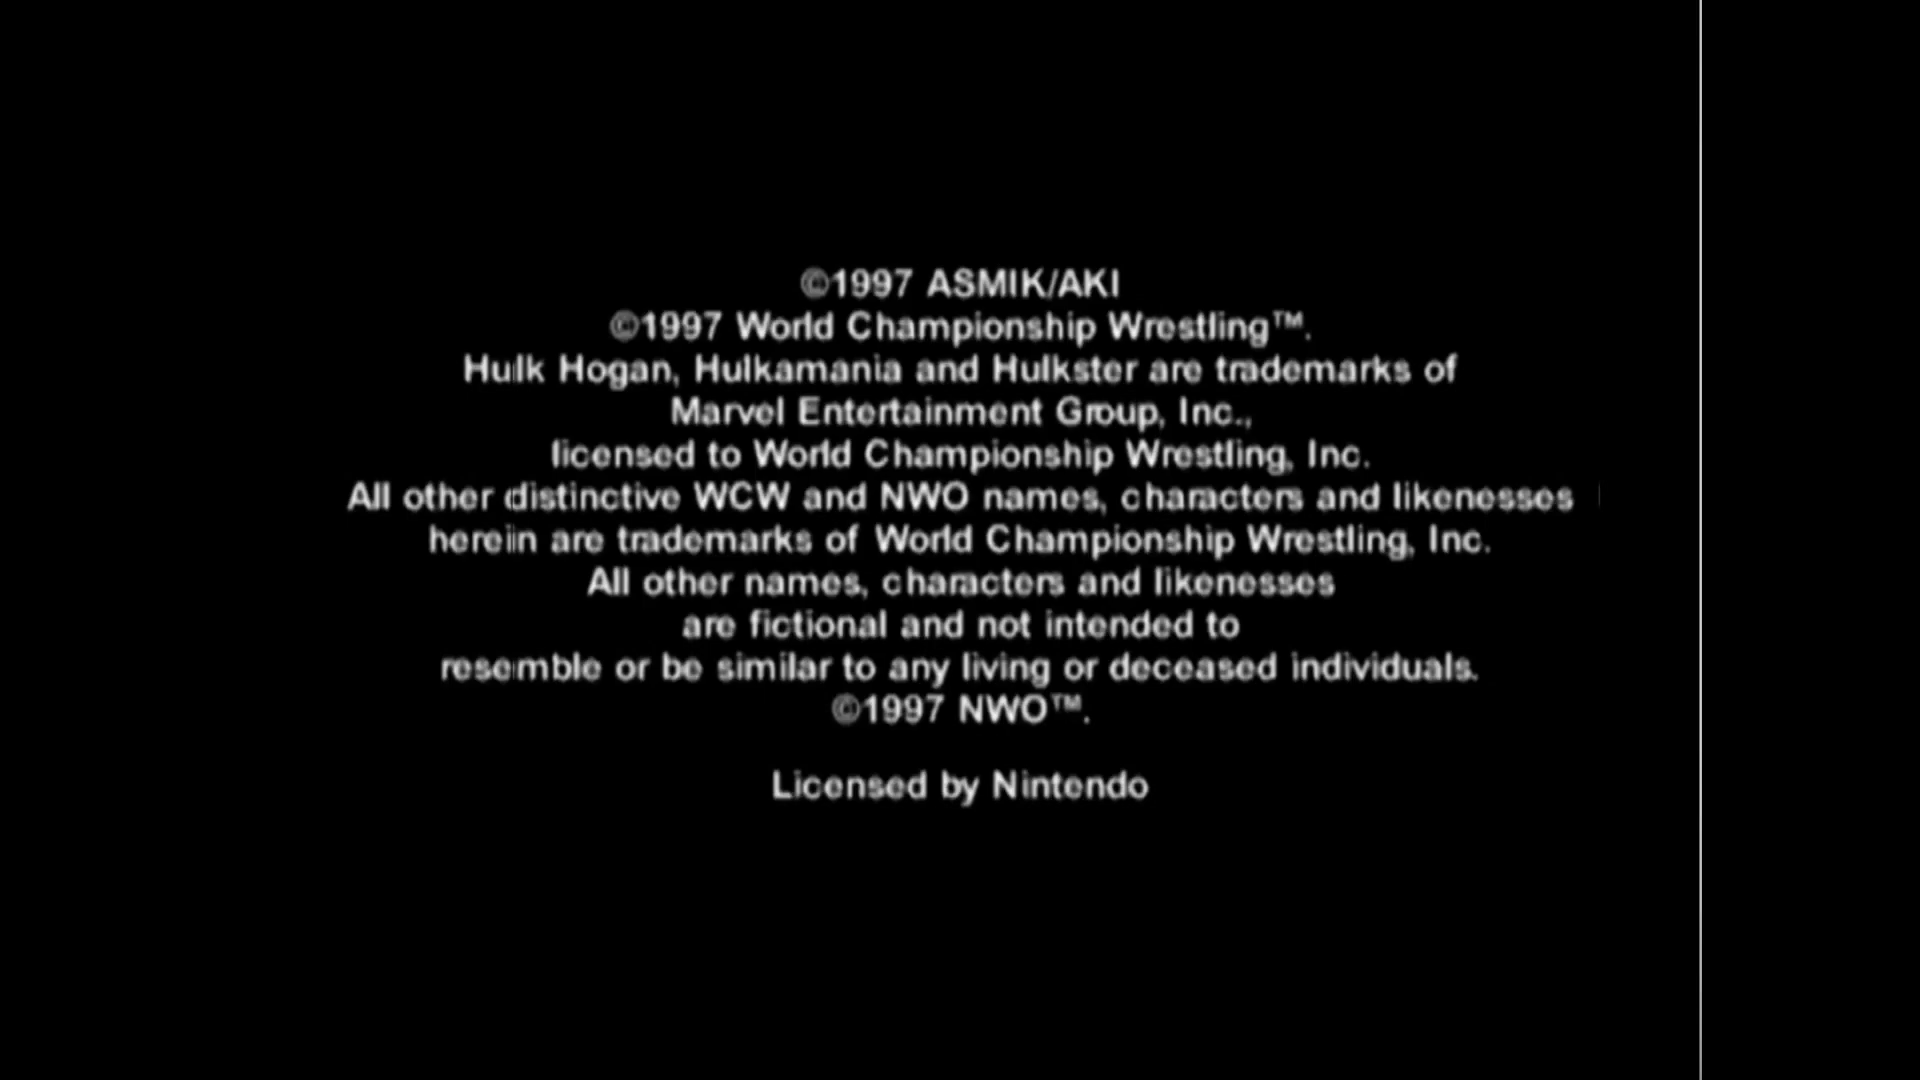 ©1997 ASMIK/AKI
©1997 World Championship Wrestling™.
Hulk Hogan, Hulkamania and Hulkster are trademarks of
Marvel Entertainment Group, Inc.,
licensed to World Championship Wrestling, Inc.
All other distinctive WCW and NWO names, characters and likenesses
herein are trademarks of World Championship Wrestling, Inc.
All other names, characters and likenesses
are fictional and not intended to
resemble or be similar to any living or deceased individuals.
©1997 NWO™.
Licensed by Nintendo